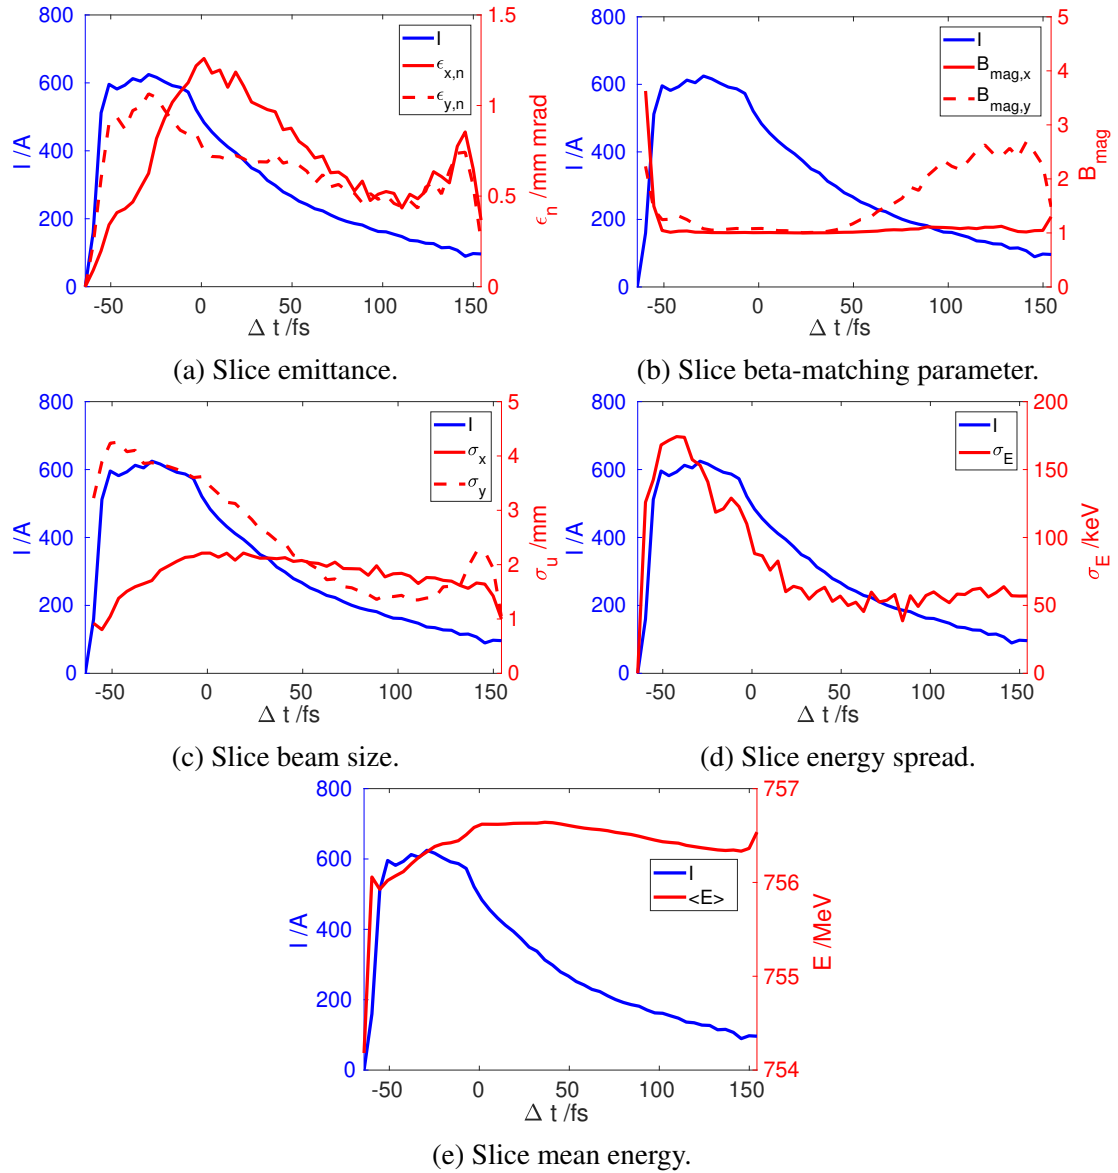 800
600
400
200
0
I /A
-50 0 50 100 150
Δ t /fs
1.5
1
0.5
0
ϵn /mm mrad
I
ϵx,n
ϵy,n
(a) Slice emittance.
800
600
400
200
0
I /A
-50 0 50 100 150
Δ t /fs
5
4
3
2
1
0
Bmag
I
Bmag,x
Bmag,y
(b) Slice beta-matching parameter.
800
600
400
200
0
I /A
-50 0 50 100 150
Δ t /fs
5
4
3
2
1
0
σu /mm
I
σx
σy
(c) Slice beam size.
800
600
400
200
0
I /A
-50 0 50 100 150
Δ t /fs
200
150
100
50
0
σE /keV
I
σE
(d) Slice energy spread.
800
600
400
200
0
I /A
-50 0 50 100 150
Δ t /fs
757
756
755
754
E /MeV
I
<E>
(e) Slice mean energy.